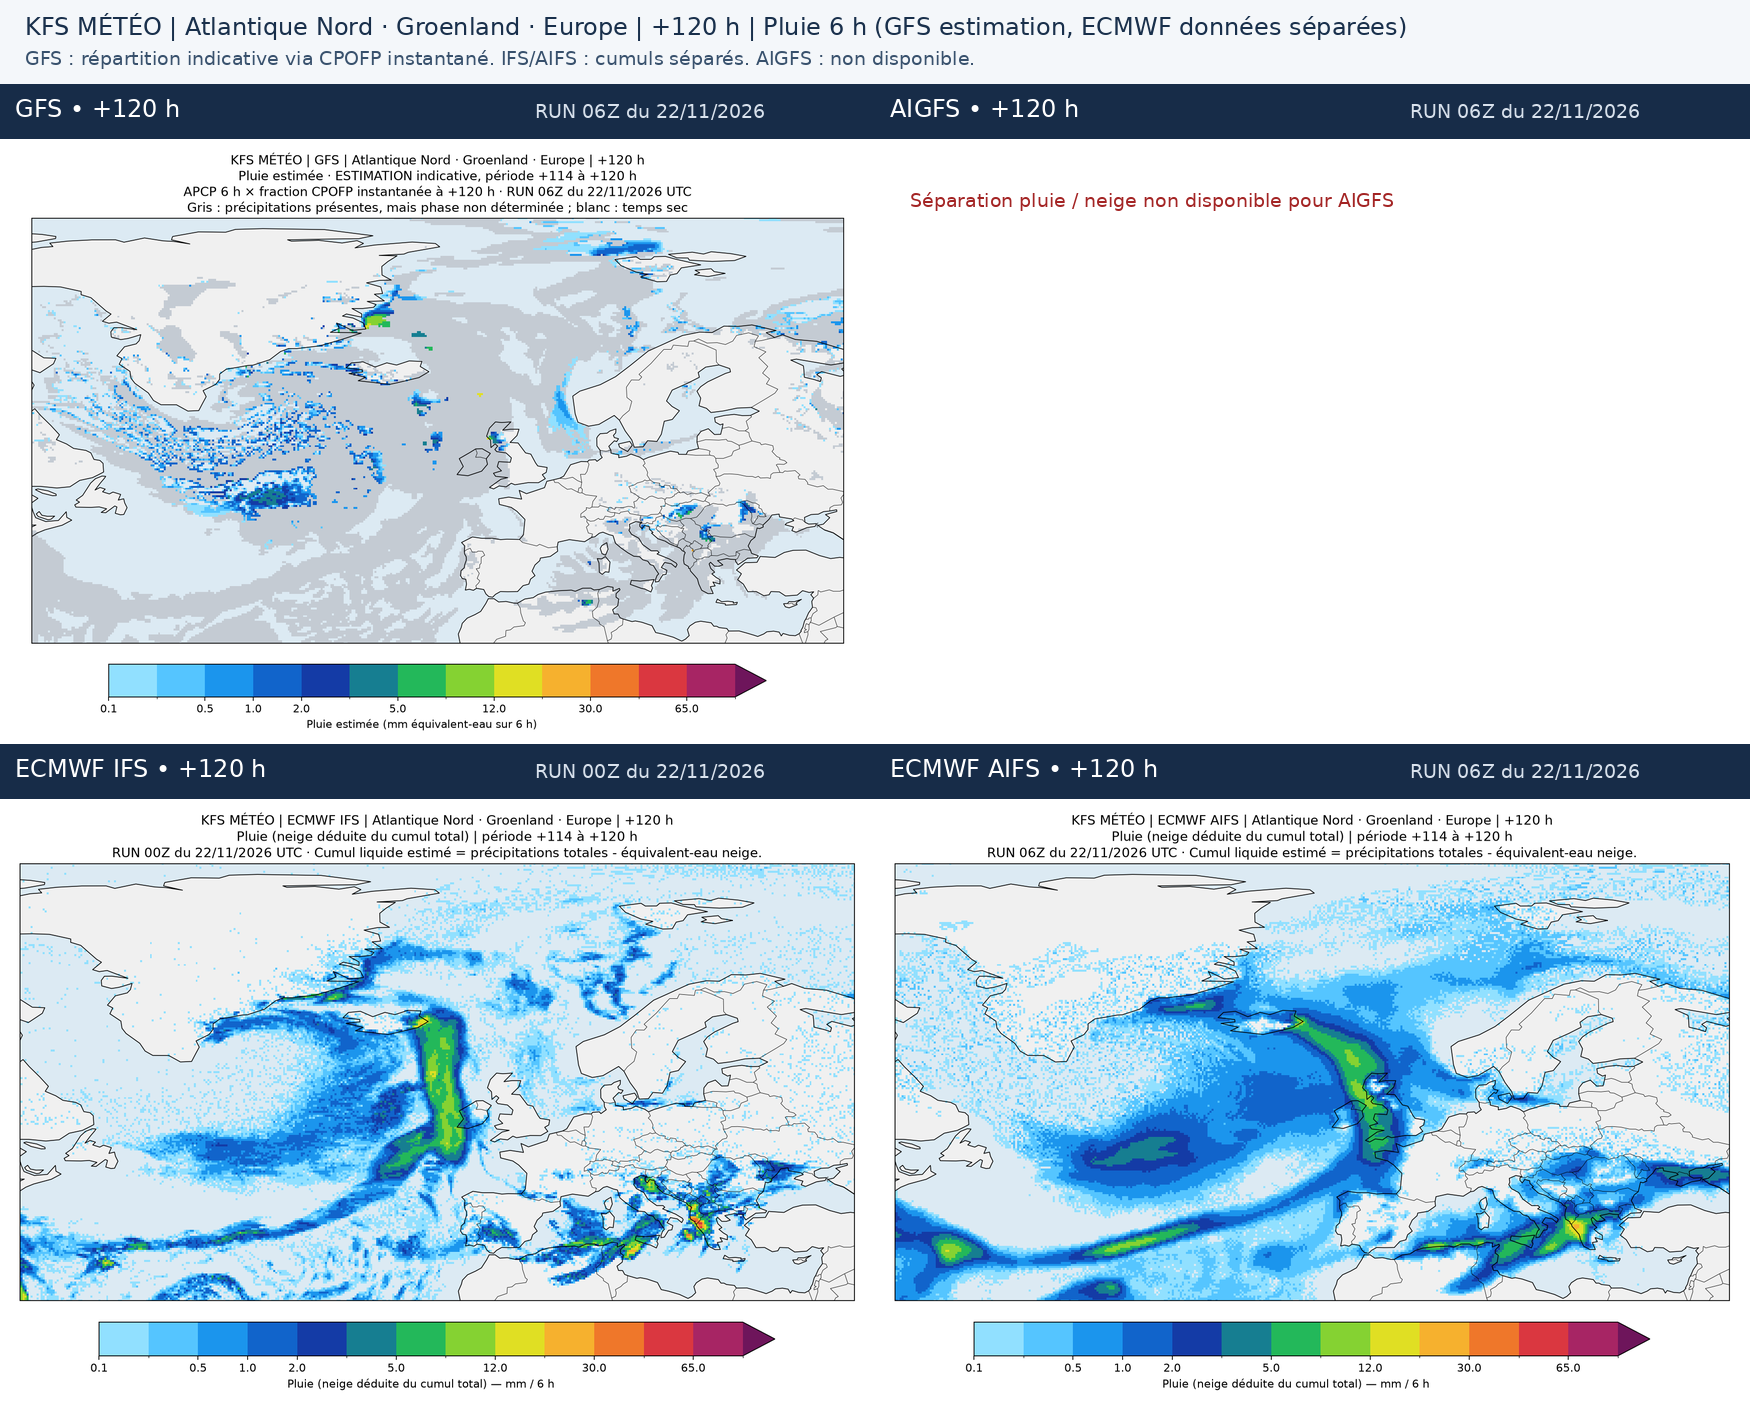 KFS MÉTÉO | Atlantique Nord · Groenland · Europe | +120 h | Pluie 6 h (GFS estimation, ECMWF données séparées)
GFS : répartition indicative via CPOFP instantané. IFS/AIFS : cumuls séparés. AIGFS : non disponible.
GFS • +120 h
RUN 06Z du 22/11/2026
AIGFS • +120 h
RUN 06Z du 22/11/2026
KFS MÉTÉO | GFS | Atlantique Nord · Groenland · Europe | +120 h
Pluie estimée · ESTIMATION indicative, période +114 à +120 h
APCP 6 h × fraction CPOFP instantanée à +120 h · RUN 06Z du 22/11/2026 UTC
Gris : précipitations présentes, mais phase non déterminée ; blanc : temps sec
Séparation pluie / neige non disponible pour AIGFS
0.1 0.5 1.0 2.0 5.0 12.0 30.0 65.0
Pluie estimée (mm équivalent-eau sur 6 h)
ECMWF IFS • +120 h
RUN 00Z du 22/11/2026
ECMWF AIFS • +120 h
RUN 06Z du 22/11/2026
KFS MÉTÉO | ECMWF IFS | Atlantique Nord · Groenland · Europe | +120 h
Pluie (neige déduite du cumul total) | période +114 à +120 h
RUN 00Z du 22/11/2026 UTC · Cumul liquide estimé = précipitations totales - équivalent-eau neige.
0.1 0.5 1.0 2.0 5.0 12.0 30.0 65.0
Pluie (neige déduite du cumul total) — mm / 6 h
KFS MÉTÉO | ECMWF AIFS | Atlantique Nord · Groenland · Europe | +120 h
Pluie (neige déduite du cumul total) | période +114 à +120 h
RUN 06Z du 22/11/2026 UTC · Cumul liquide estimé = précipitations totales - équivalent-eau neige.
0.1 0.5 1.0 2.0 5.0 12.0 30.0 65.0
Pluie (neige déduite du cumul total) — mm / 6 h